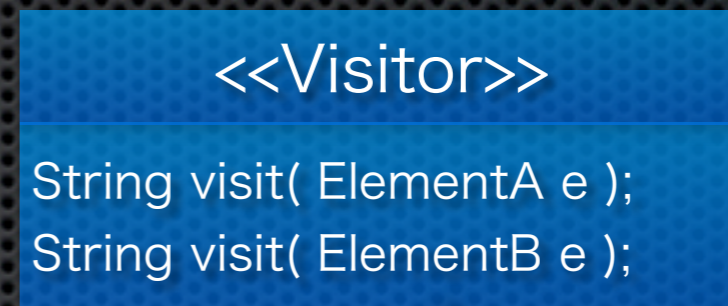 <<Visitor>>
String visit( ElementA e );
String visit( ElementB e );